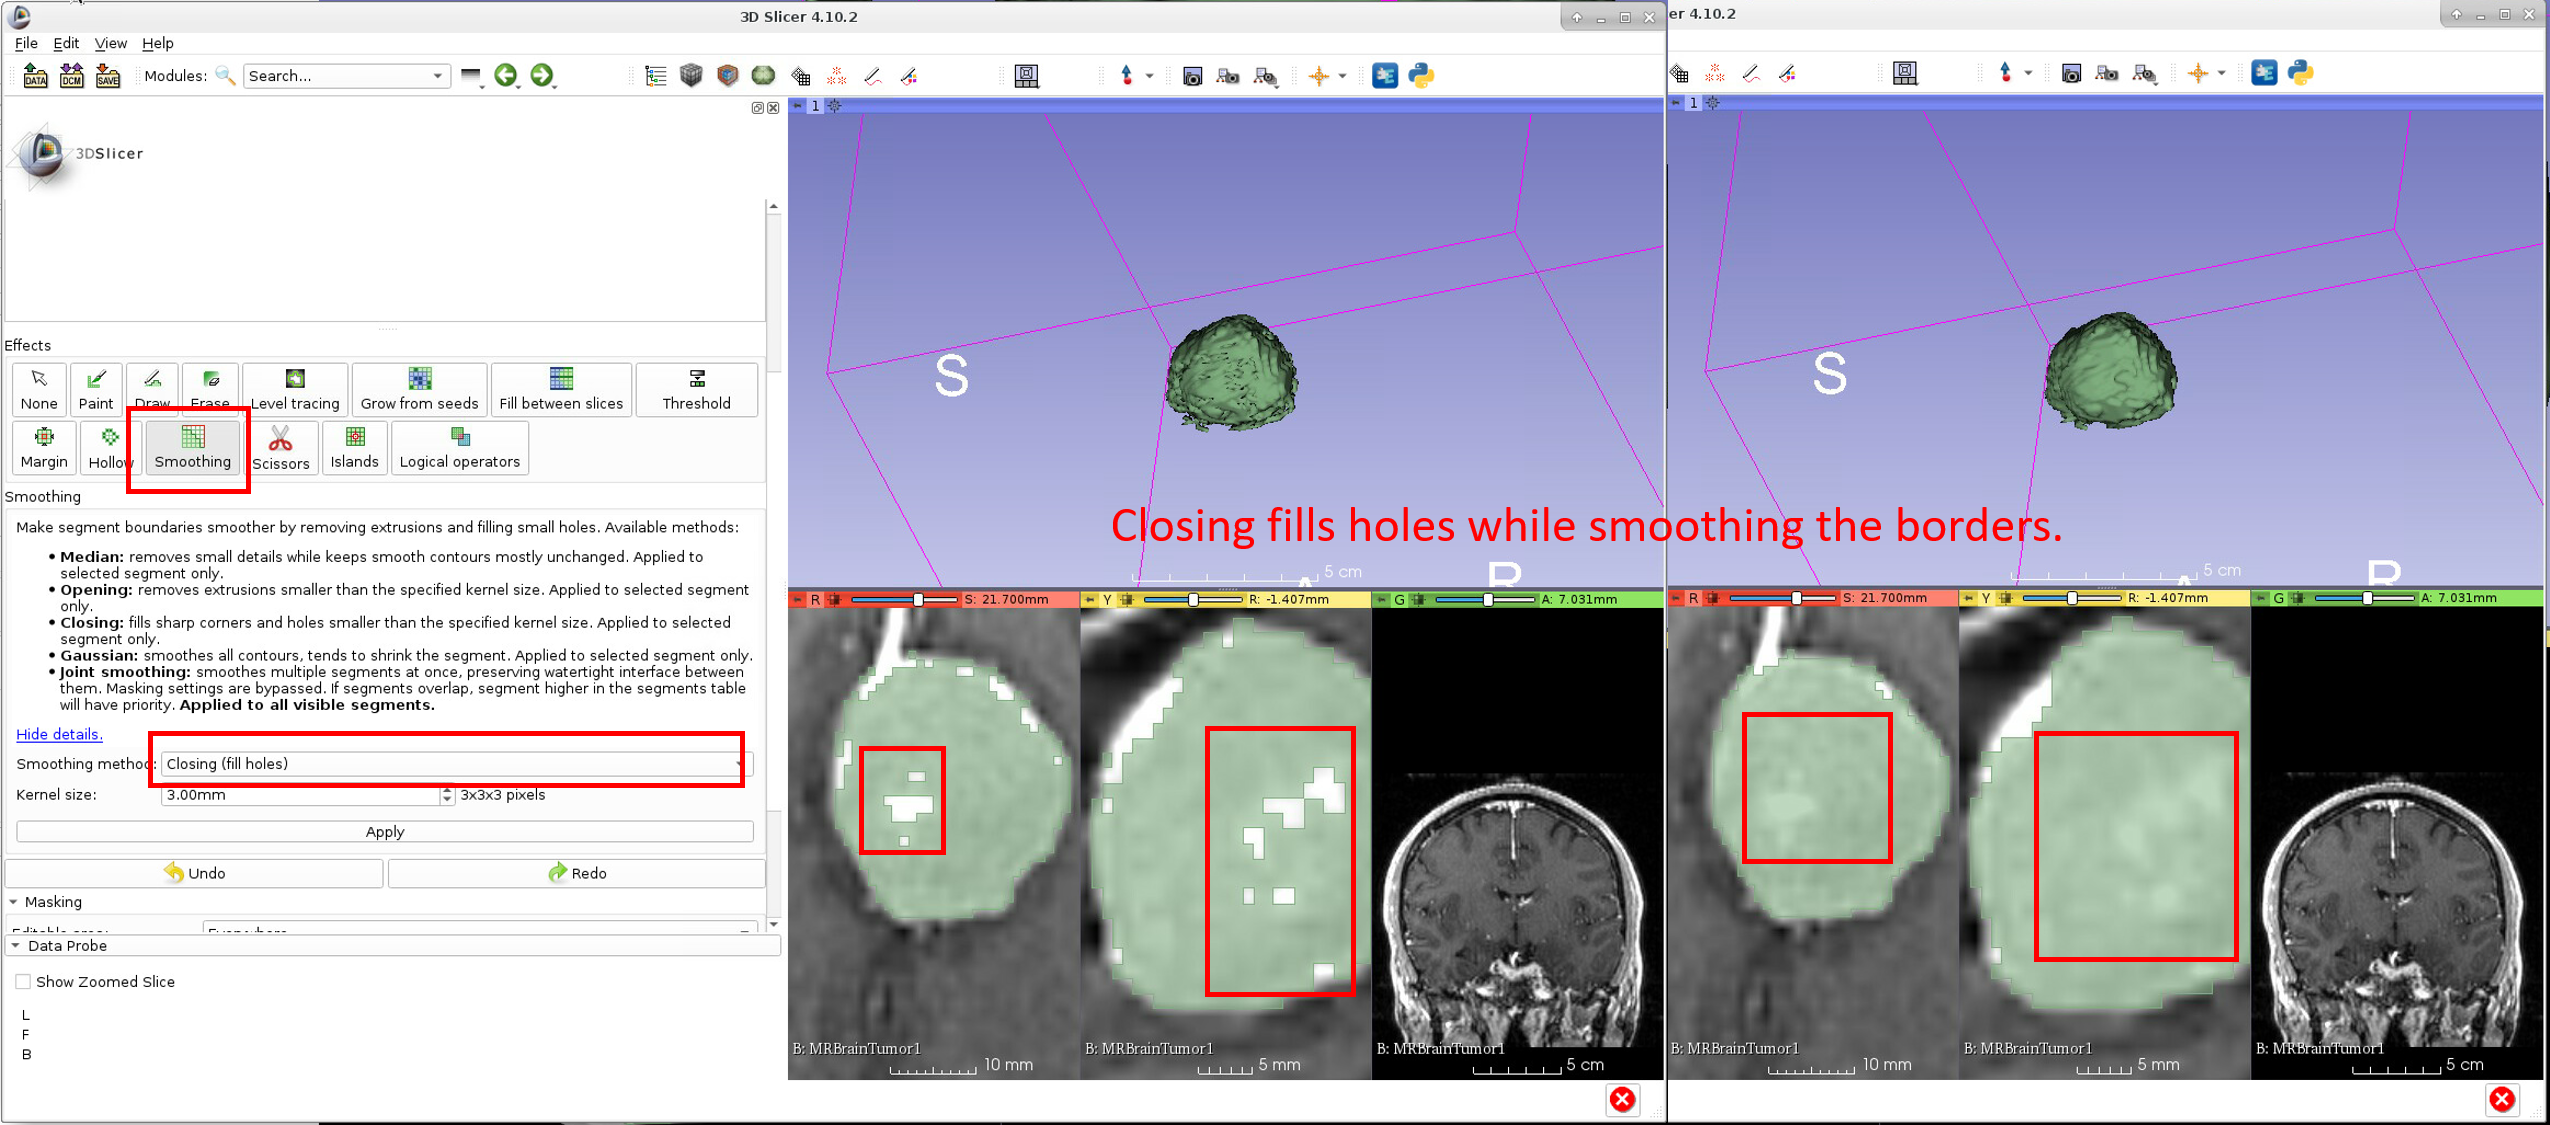 3D Slicer 4.10.2
er 4.10.2
File Edit View Help
DATA DCM SAVE Modules: Search...
1
1
3DSlicer
Effects
None Paint Draw Erase Level tracing Grow from seeds Fill between slices Threshold
Margin Hollow Smoothing Scissors Islands Logical operators
Smoothing
Make segment boundaries smoother by removing extrusions and filling small holes. Available methods:
• Median: removes small details while keeps smooth contours mostly unchanged. Applied to
selected segment only.
• Opening: removes extrusions smaller than the specified kernel size. Applied to selected segment
only.
• Closing: fills sharp corners and holes smaller than the specified kernel size. Applied to selected
segment only.
• Gaussian: smoothes all contours, tends to shrink the segment. Applied to selected segment only.
• Joint smoothing: smoothes multiple segments at once, preserving watertight interface between
them. Masking settings are bypassed. If segments overlap, segment higher in the segments table
will have priority. Applied to all visible segments.
Hide details.
Smoothing method: Closing (fill holes)
Kernel size: 3.00mm 3x3x3 pixels
Apply
Undo Redo
Masking
Data Probe
Show Zoomed Slice
L
F
B
S
S
Closing fills holes while smoothing the borders.
5 cm
R
5 cm
R
R S: 21.700mm Y R: -1.407mm G A: 7.031mm
R S: 21.700mm Y R: -1.407mm G A: 7.031mm
B: MRBrainTumor1 B: MRBrainTumor1 B: MRBrainTumor1
10 mm 5 mm 5 cm
B: MRBrainTumor1 B: MRBrainTumor1 B: MRBrainTumor1
10 mm 5 mm 5 cm